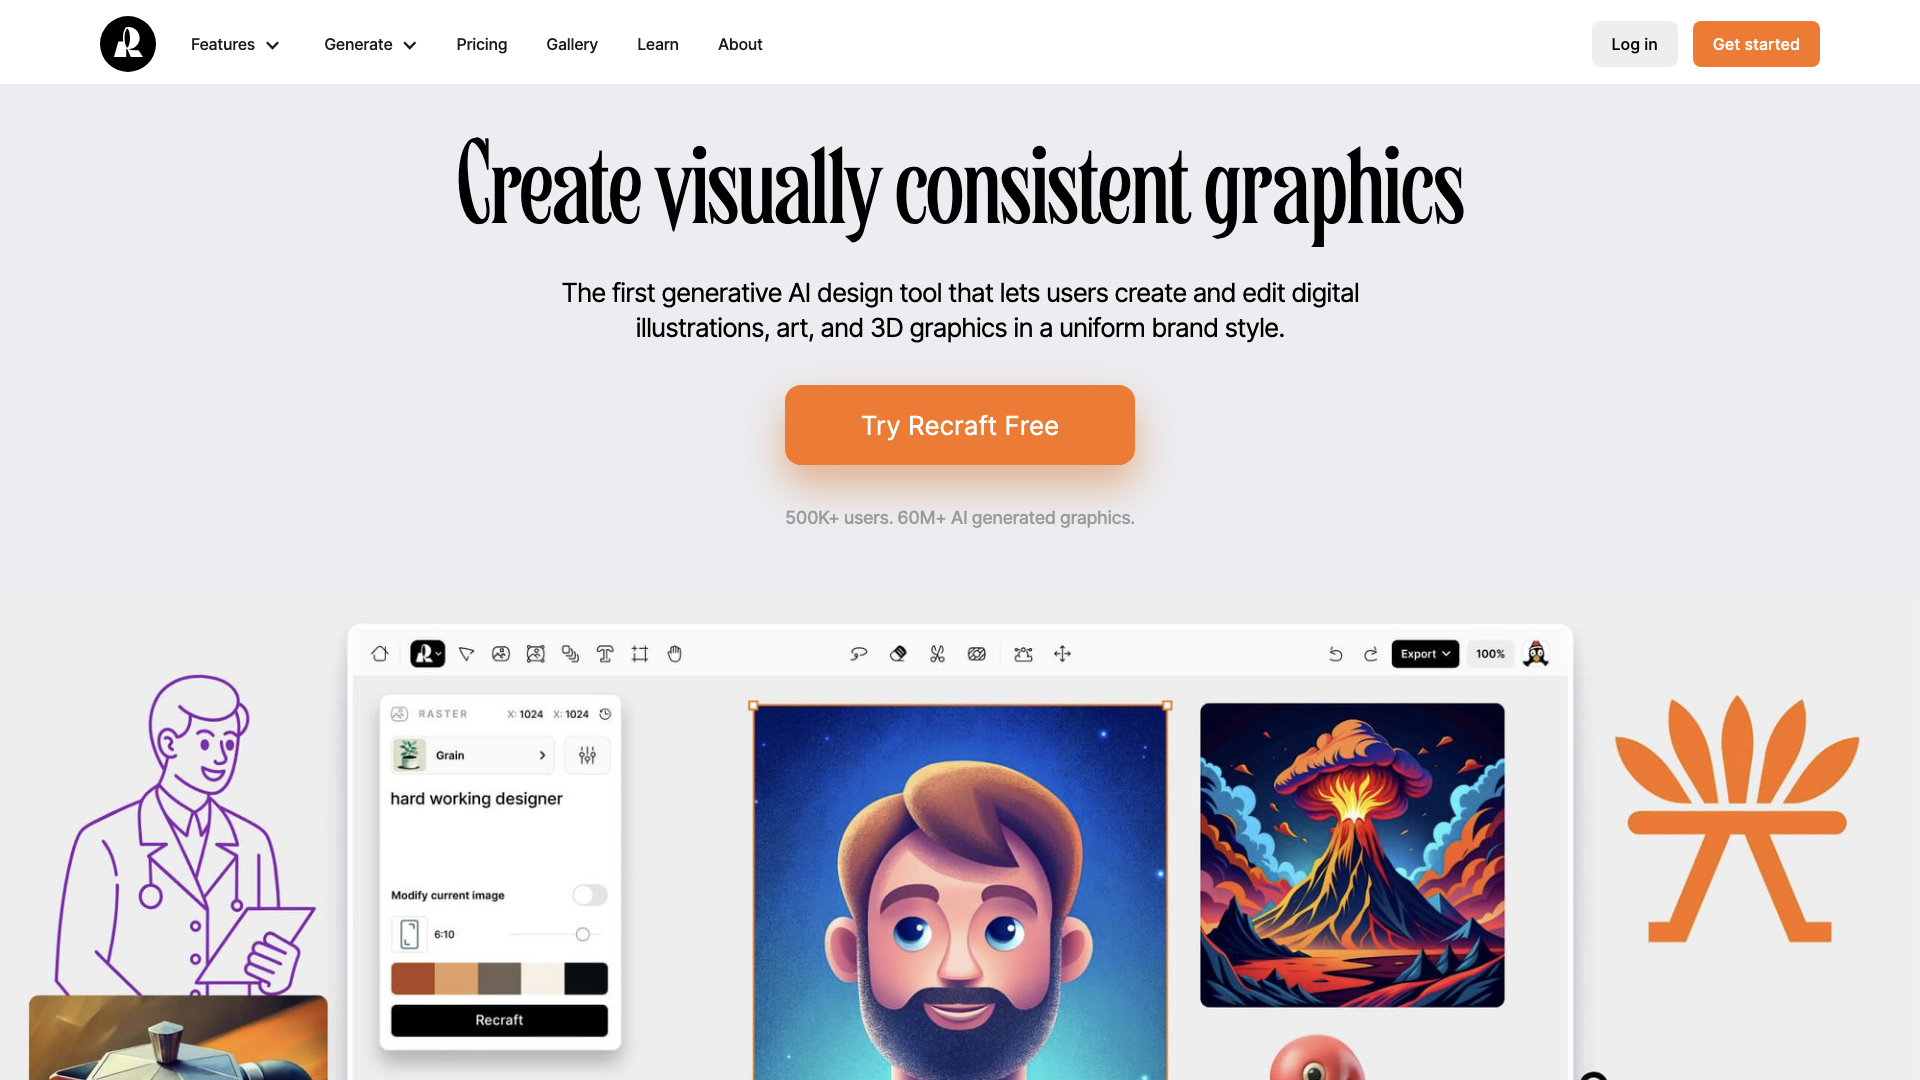 Features
Generate
Pricing
Gallery
Learn
About
Log in
Get started
Create visually consistent graphics
The first generative AI design tool that lets users create and edit digital
illustrations, art, and 3D graphics in a uniform brand style.
Try Recraft Free
500K+ users. 60M+ AI generated graphics.
Export
100%
RASTER
X: 1024
X: 1024
Grain
hard working designer
Modify current image
6:10
Recraft